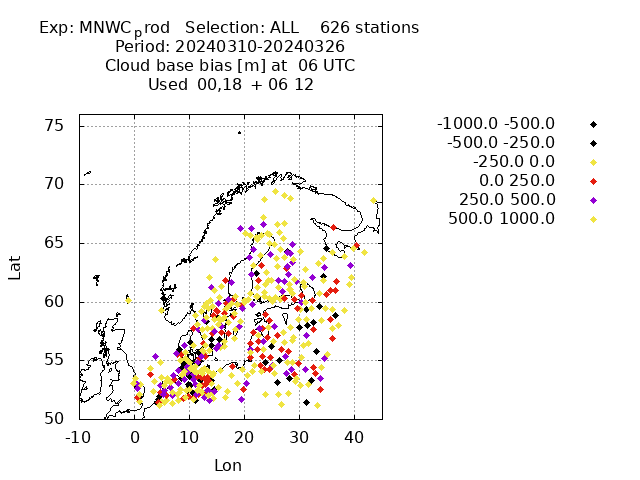 Exp: MNWCprod Selection: ALL 626 stations
Period: 20240310-20240326
Cloud base bias [m] at 06 UTC
Used 00,18 + 06 12
-1000.0 -500.0
-500.0 -250.0
-250.0 0.0
0.0 250.0
250.0 500.0
500.0 1000.0
Lat
75
70
65
60
55
50
-10 0 10 20 30 40
Lon